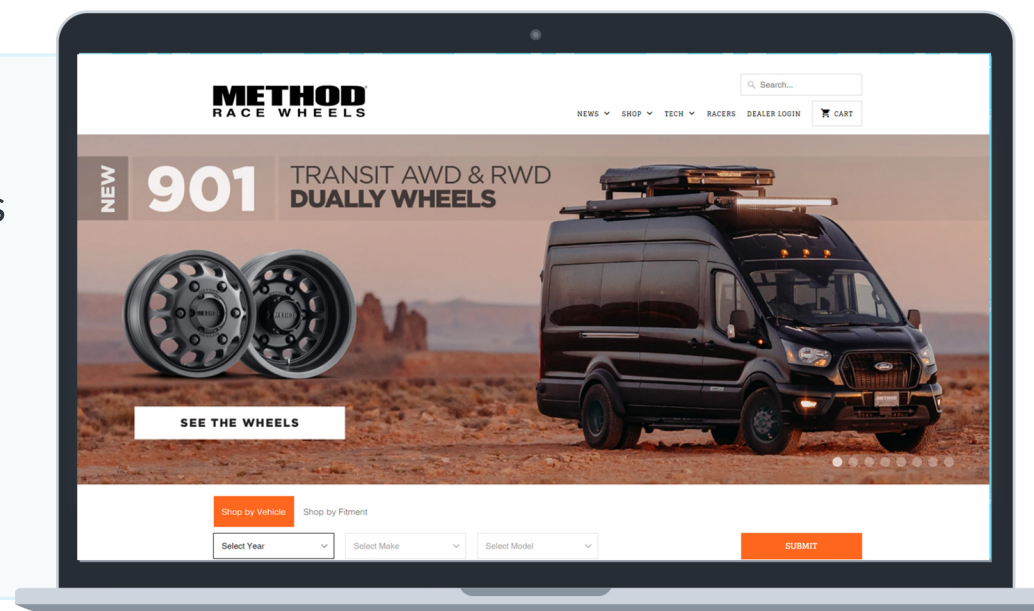 s
METHOD
RACE WHEELS
Search...
NEWS
SHOP
TECH
RACERS
DEALER LOGIN
CART
NEW
901
TRANSIT AWD & RWD
DUALLY WHEELS
SEE THE WHEELS
Shop by Vehicle
Shop by Fitment
Select Year
Select Make
Select Model
SUBMIT